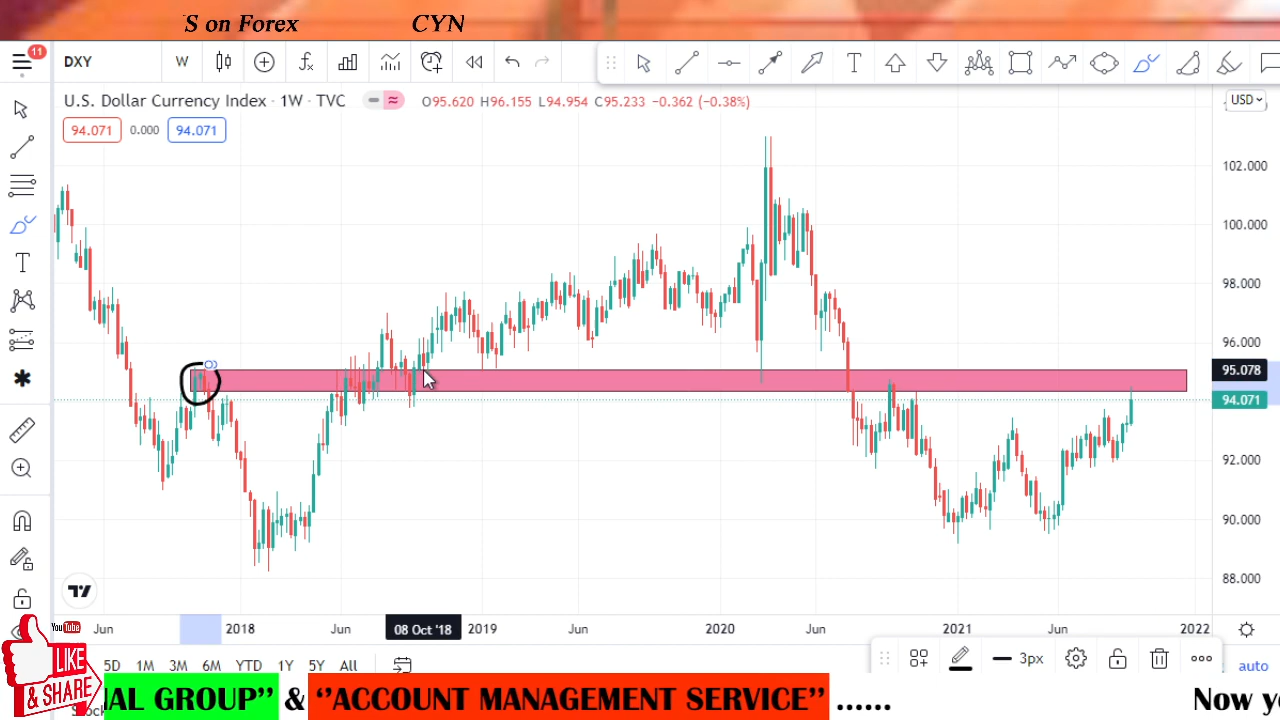 S on Forex CYN
11 DXY W
U.S. Dollar Currency Index · 1W · TVC O95.620 H96.155 L94.954 C95.233 −0.362 (−0.38%) USD
94.071 0.000 94.071
102.000
100.000
98.000
96.000
95.078
94.071
92.000
90.000
88.000
Jun 2018 Jun 08 Oct '18 2019 Jun 2020 Jun 2021 Jun 2022
5D 1M 3M 6M YTD 1Y 5Y All 3px auto
You Tube
LIKE
& SHARE
AL GROUP’’ & ‘’ACCOUNT MANAGEMENT SERVICE’’ ...... Now y